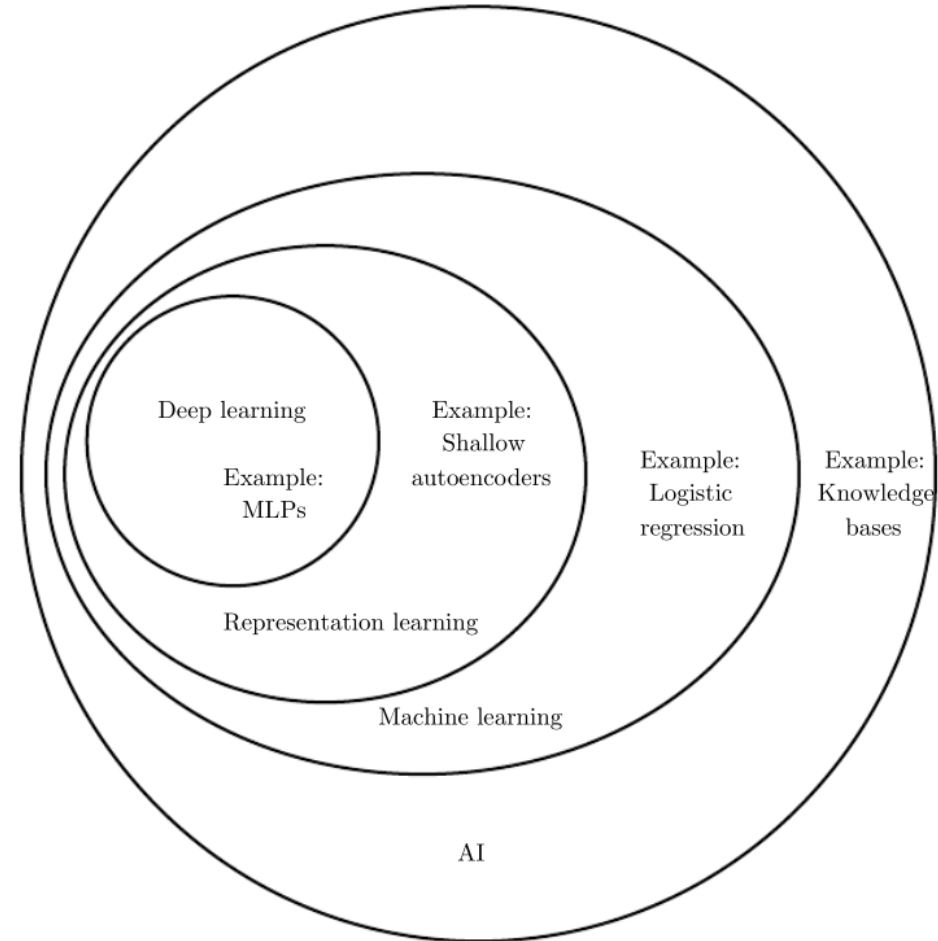 Deep learning
Example:
MLPs
Example:
Shallow
autoencoders
Example:
Logistic
regression
Example:
Knowledge
bases
Representation learning
Machine learning
AI